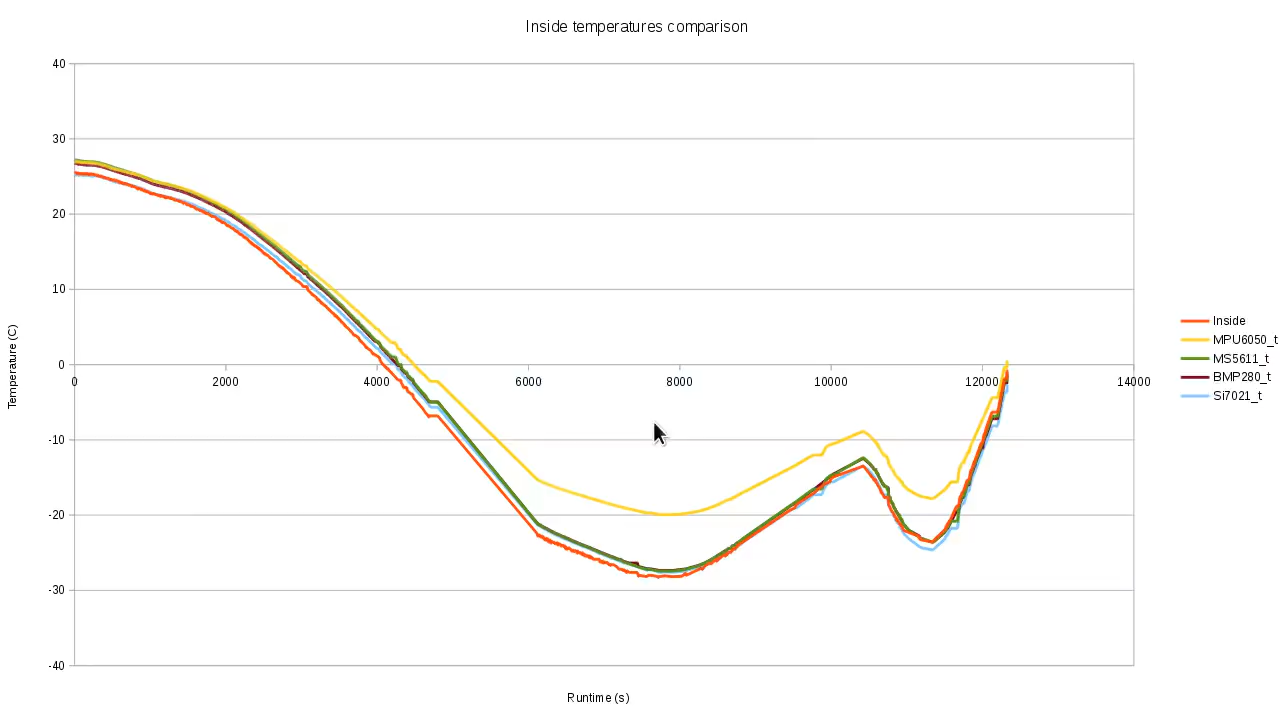 Inside temperatures comparison
40
30
20
10
0
-10
-20
-30
-40
0 2000 4000 6000 8000 10000 12000 14000
Temperature (C)
Runtime (s)
Inside
MPU6050_t
MS5611_t
BMP280_t
Si7021_t